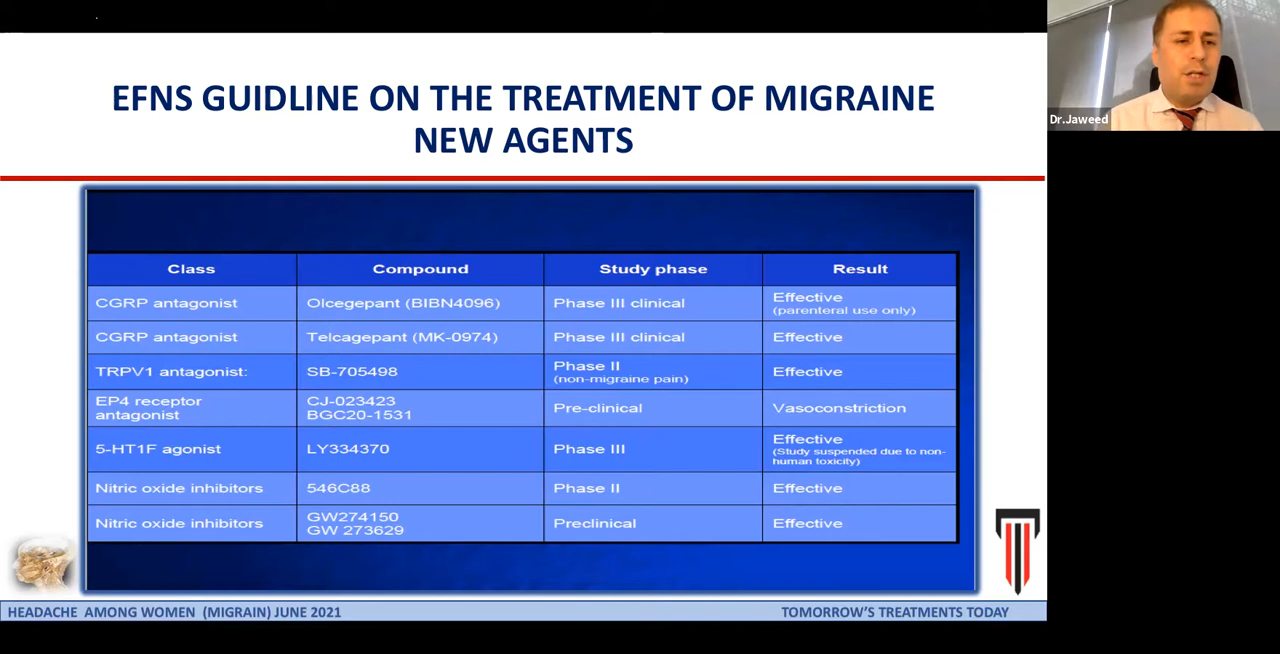 EFNS GUIDLINE ON THE TREATMENT OF MIGRAINE
NEW AGENTS
Dr.Jaweed
Class Compound Study phase Result
CGRP antagonist Olcegepant (BIBN4096) Phase III clinical Effective
(parenteral use only)
CGRP antagonist Telcagepant (MK-0974) Phase III clinical Effective
TRPV1 antagonist: SB-705498 Phase II
(non-migraine pain) Effective
EP4 receptor
antagonist CJ-023423
BGC20-1531 Pre-clinical Vasoconstriction
5-HT1F agonist LY334370 Phase III Effective
(Study suspended due to non-
human toxicity)
Nitric oxide inhibitors 546C88 Phase II Effective
Nitric oxide inhibitors GW274150
GW 273629 Preclinical Effective
HEADACHE AMONG WOMEN (MIGRAIN) JUNE 2021
TOMORROW'S TREATMENTS TODAY